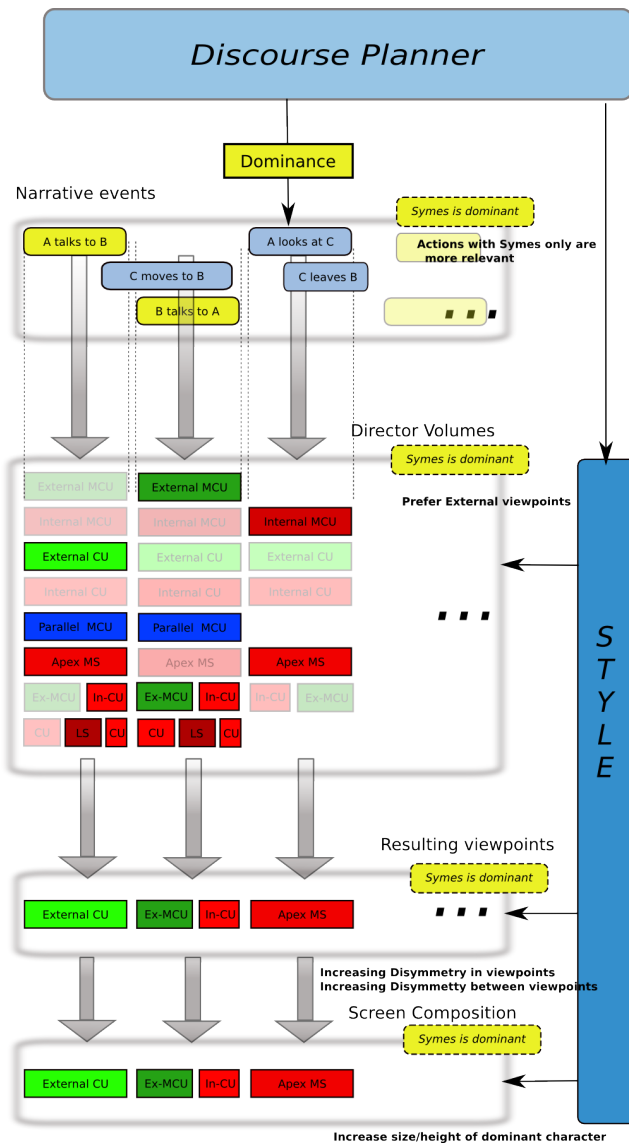 Discourse Planner
Dominance
Narrative events
Symes is dominant
A talks to B
A looks at C
Actions with Symes only are
more relevant
C moves to B
C leaves B
B talks to A
...
Director Volumes
Symes is dominant
External MCU
External MCU
Prefer External viewpoints
Internal MCU
Internal MCU
Internal MCU
External CU
External CU
External CU
Internal CU
Internal CU
Internal CU
Parallel MCU
Parallel MCU
...
Apex MS
Apex MS
Apex MS
Ex-MCU
In-CU
Ex-MCU
In-CU
In-CU
Ex-MCU
CU
LS
CU
CU
LS
CU
STYLE
Resulting viewpoints
Symes is dominant
External CU
Ex-MCU
In-CU
Apex MS
...
Increasing Disymmetry in viewpoints
Increasing Disymmetty between viewpoints
Screen Composition
Symes is dominant
External CU
Ex-MCU
In-CU
Apex MS
Increase size/height of dominant character